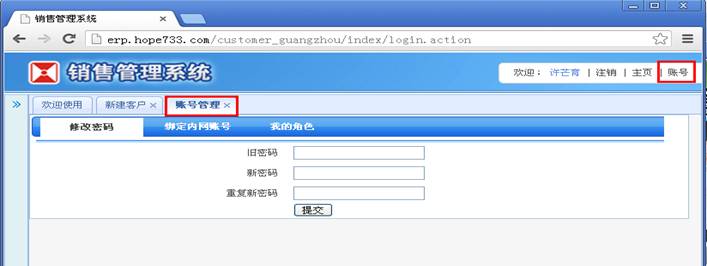 销售管理系统
erp.hope733.com/customer_guangzhou/index/login.action
销售管理系统
欢迎： 许芒育 | 注销 | 主页 | 账号
欢迎使用 新建客户 账号管理
修改密码 绑定内网账号 我的角色
旧密码
新密码
重复新密码
提交